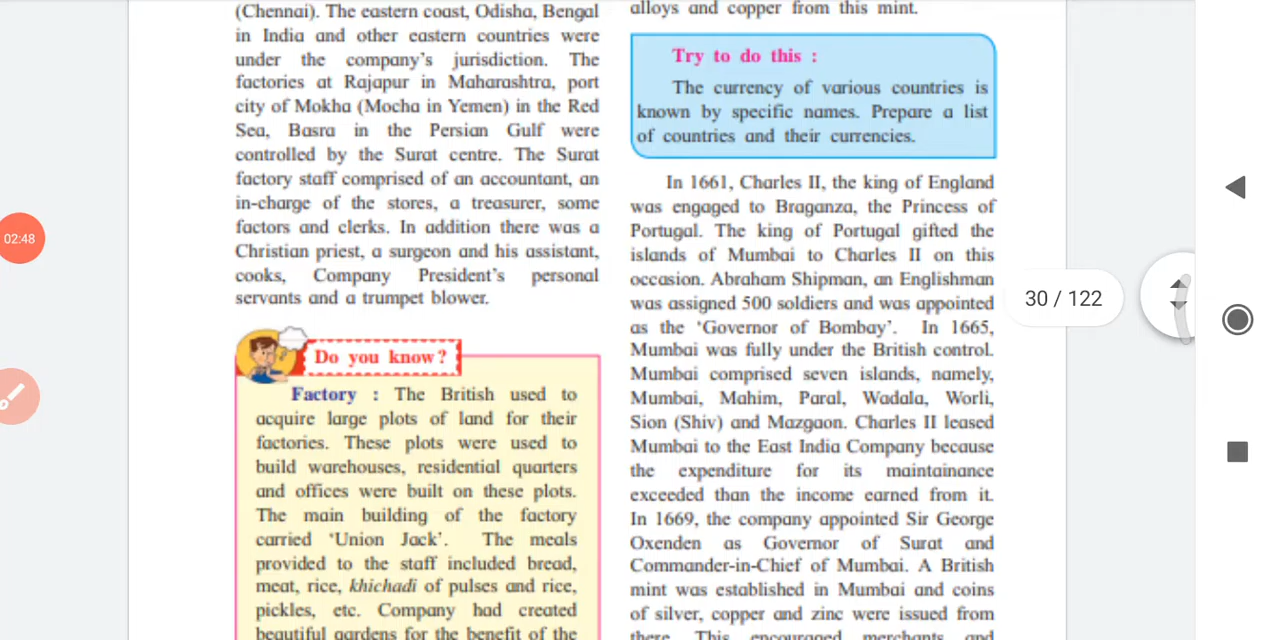 (Chennai). The eastern coast, Odisha, Bengal
in India and other eastern countries were
under the company's jurisdiction. The
factories at Rajapur in Maharashtra, port
city of Mokha (Mocha in Yemen) in the Red
Sea, Basra in the Persian Gulf were
controlled by the Surat centre. The Surat
factory staff comprised of an accountant, an
in-charge of the stores, a treasurer, some
factors and clerks. In addition there was a
Christian priest, a surgeon and his assistant,
cooks, Company President's personal
servants and a trumpet blower.
Do you know?
Factory : The British used to
acquire large plots of land for their
factories. These plots were used to
build warehouses, residential quarters
and offices were built on these plots.
The main building of the factory
carried 'Union Jack'. The meals
provided to the staff included bread,
meat, rice, khichadi of pulses and rice,
pickles, etc. Company had created
beautiful gardens for the benefit of the
alloys and copper from this mint.
Try to do this :
The currency of various countries is
known by specific names. Prepare a list
of countries and their currencies.
In 1661, Charles II, the king of England
was engaged to Braganza, the Princess of
Portugal. The king of Portugal gifted the
islands of Mumbai to Charles II on this
occasion. Abraham Shipman, an Englishman
was assigned 500 soldiers and was appointed
as the 'Governor of Bombay'. In 1665,
Mumbai was fully under the British control.
Mumbai comprised seven islands, namely,
Mumbai, Mahim, Paral, Wadala, Worli,
Sion (Shiv) and Mazgaon. Charles II leased
Mumbai to the East India Company because
the expenditure for its maintainance
exceeded than the income earned from it.
In 1669, the company appointed Sir George
Oxenden as Governor of Surat and
Commander-in-Chief of Mumbai. A British
mint was established in Mumbai and coins
of silver, copper and zinc were issued from
there. This encouraged merchants and
02:48
30 / 122